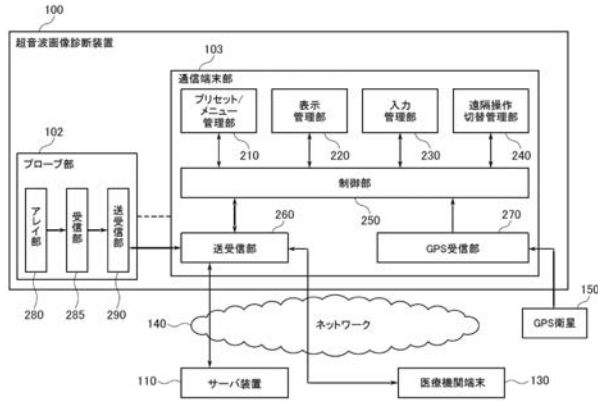 100
超音波画像診断装置
103
通信端末部
プリセット/
メニュー
管理部
表示
管理部
入力
管理部
遠隔操作
切替管理部
210
220
230
240
102
プローブ部
制御部
250
アレイ部
受信部
送受信部
260
送受信部
270
GPS受信部
280
285
290
150
GPS衛星
140
ネットワーク
110
サーバ装置
医療機関端末
130